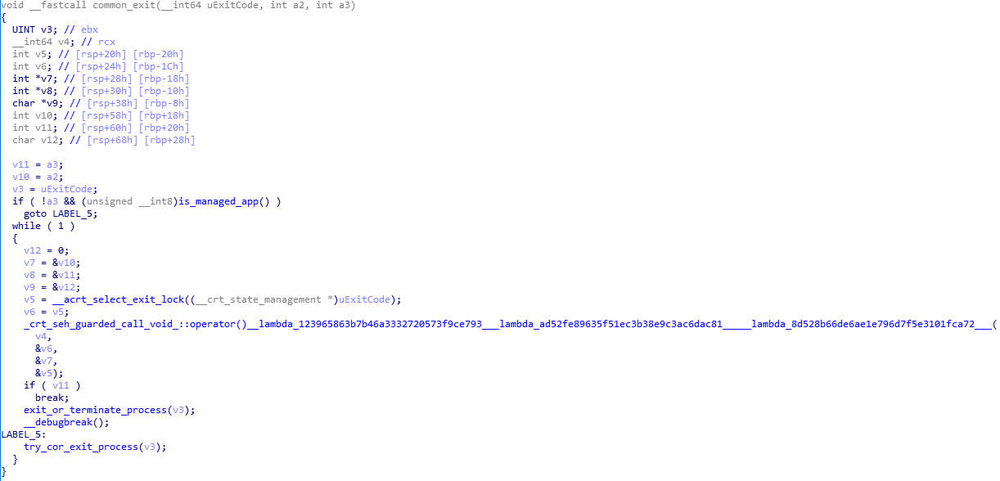 void __fastcall common_exit(__int64 uExitCode, int a2, int a3)
{
  UINT v3; // ebx
  __int64 v4; // rcx
  int v5; // [rsp+20h] [rbp-20h]
  int v6; // [rsp+24h] [rbp-1Ch]
  int *v7; // [rsp+28h] [rbp-18h]
  int *v8; // [rsp+30h] [rbp-10h]
  char *v9; // [rsp+38h] [rbp-8h]
  int v10; // [rsp+58h] [rbp+18h]
  int v11; // [rsp+60h] [rbp+20h]
  char v12; // [rsp+68h] [rbp+28h]

  v11 = a3;
  v10 = a2;
  v3 = uExitCode;
  if ( !a3 && (unsigned __int8)is_managed_app() )
    goto LABEL_5;
  while ( 1 )
  {
    v12 = 0;
    v7 = &v10;
    v8 = &v11;
    v9 = &v12;
    v5 = __acrt_select_exit_lock((__crt_state_management *)uExitCode);
    v6 = v5;
    _crt_seh_guarded_call_void_::operator()__lambda_123965863b7b46a3332720573f9ce793___lambda_ad52fe89635f51ec3b38e9c3ac6dac81_____lambda_8d528b66de6ae1e796d7f5e3101fca72___(
      v4,
      &v6,
      &v7,
      &v5);
    if ( v11 )
      break;
    exit_or_terminate_process(v3);
    __debugbreak();
LABEL_5:
    try_cor_exit_process(v3);
  }
}